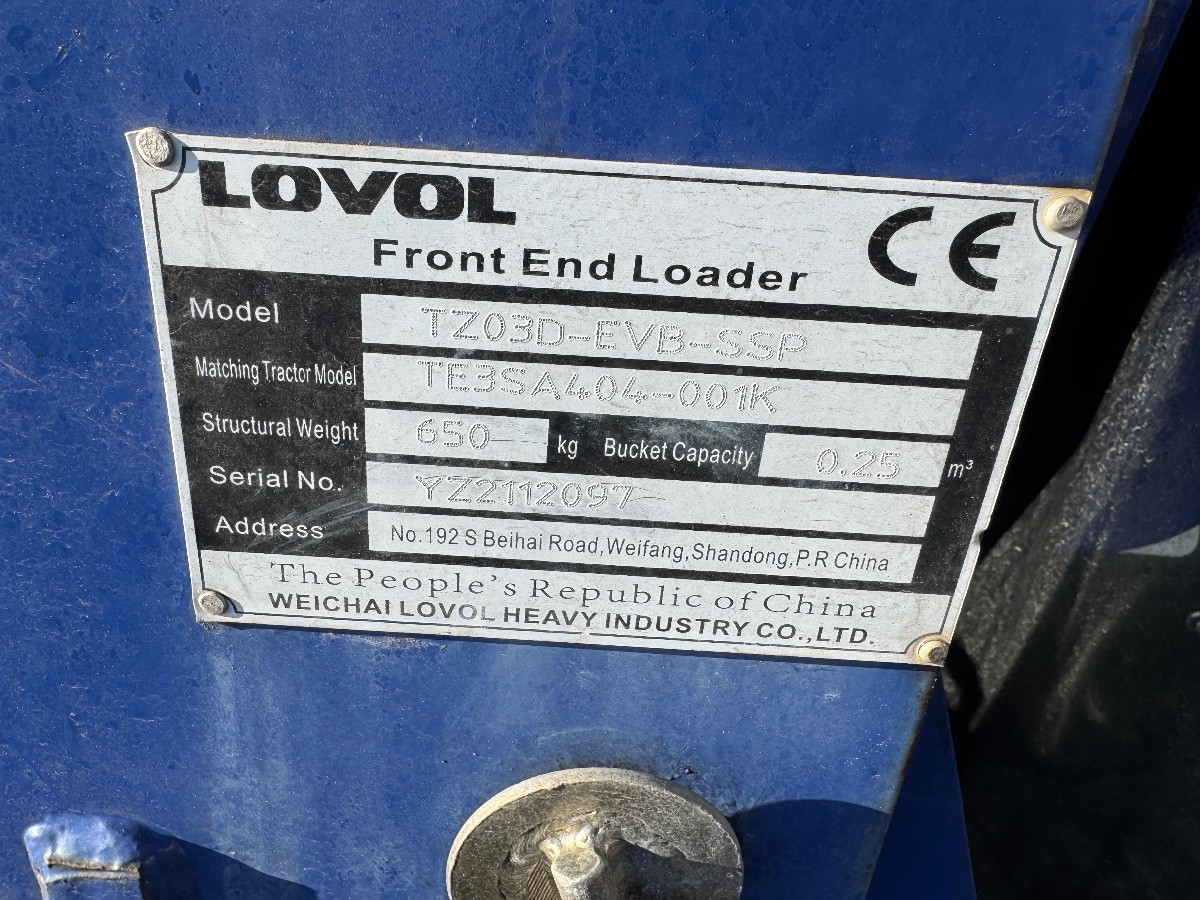 LOVOL
CE
Front End Loader
Model TZ03D-EVB-SSP
Matching Tractor Model TE3SA404-001K
Structural Weight 650 kg Bucket Capacity 0.25 m³
Serial No. YZ2112097
Address No.192 S Beihai Road,Weifang,Shandong,P.R China
The People's Republic of China
WEICHAI LOVOL HEAVY INDUSTRY CO.,LTD.